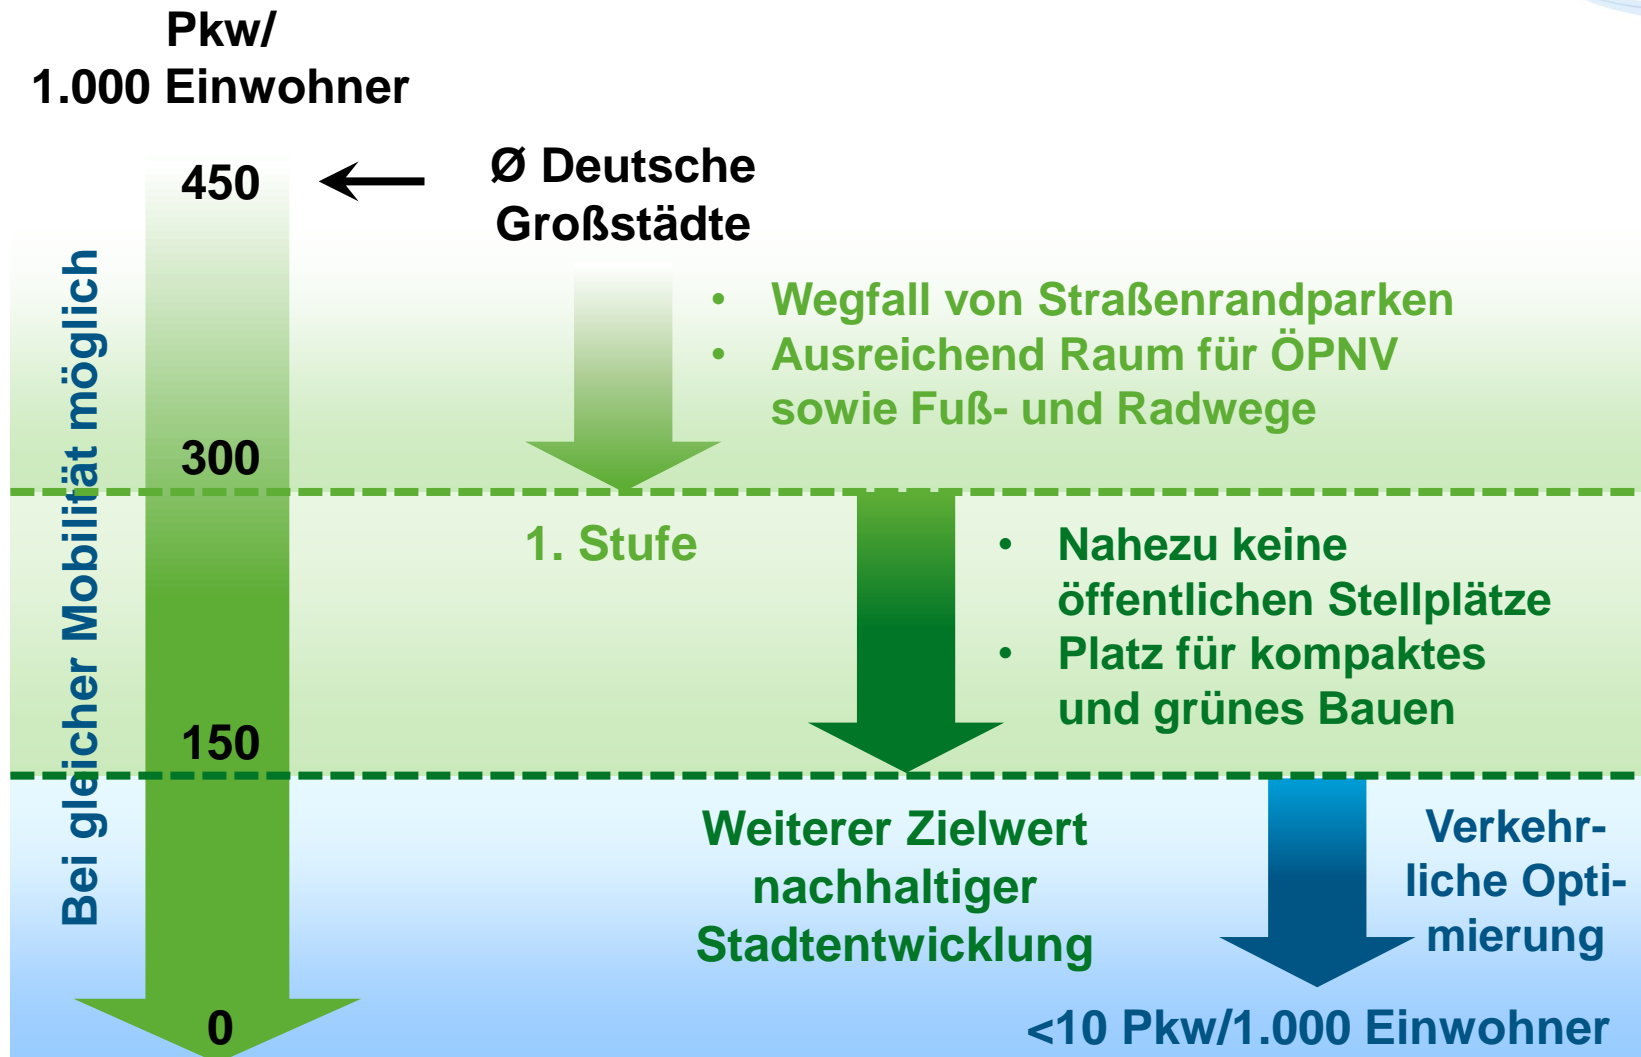 Pkw/
1.000 Einwohner
450
Ø Deutsche
Großstädte
Bei gleicher Mobilität möglich
• Wegfall von Straßenrandparken
• Ausreichend Raum für ÖPNV
sowie Fuß- und Radwege
300
1. Stufe
• Nahezu keine
öffentlichen Stellplätze
• Platz für kompaktes
und grünes Bauen
150
Weiterer Zielwert
nachhaltiger
Stadtentwicklung
Verkehr-
liche Opti-
mierung
0
<10 Pkw/1.000 Einwohner